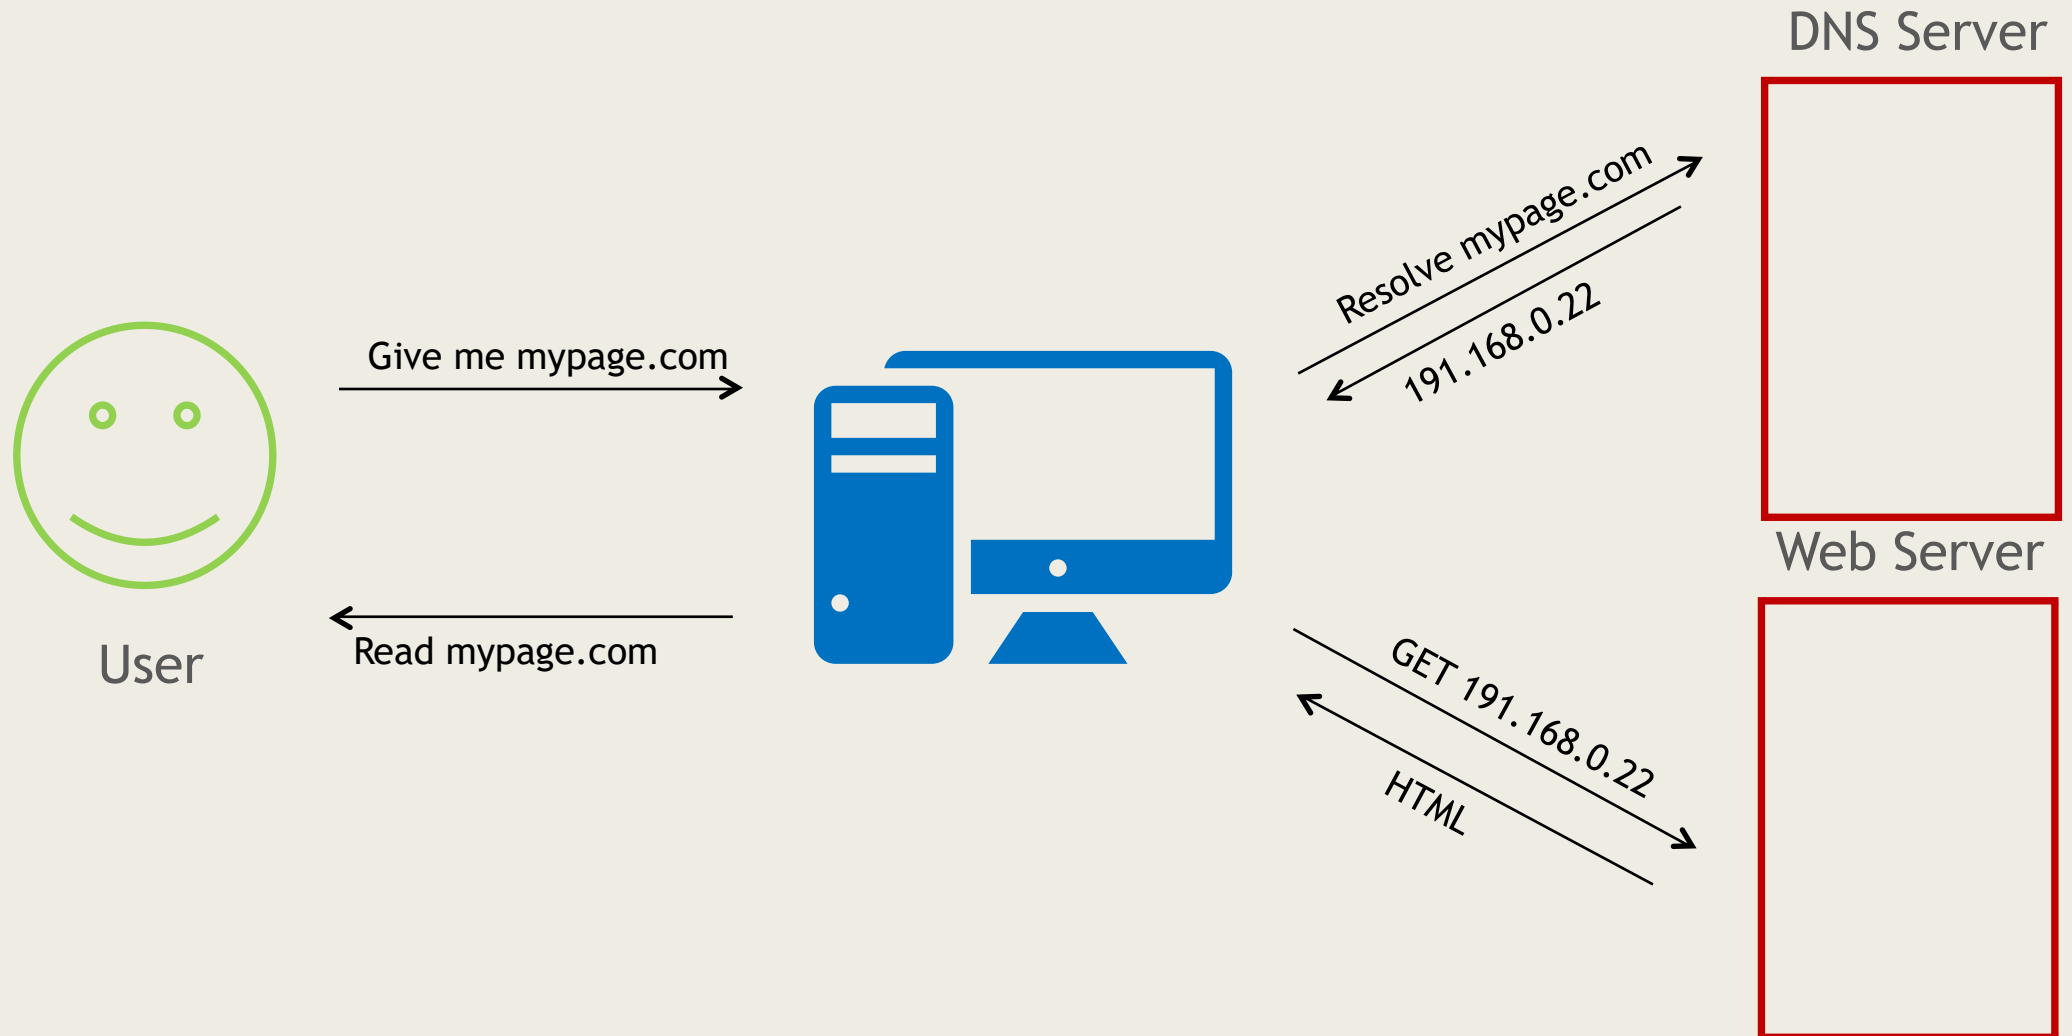 DNS Server
Resolve mypage.com
191.168.0.22
Give me mypage.com
Read mypage.com
User
Web Server
GET 191.168.0.22
HTML